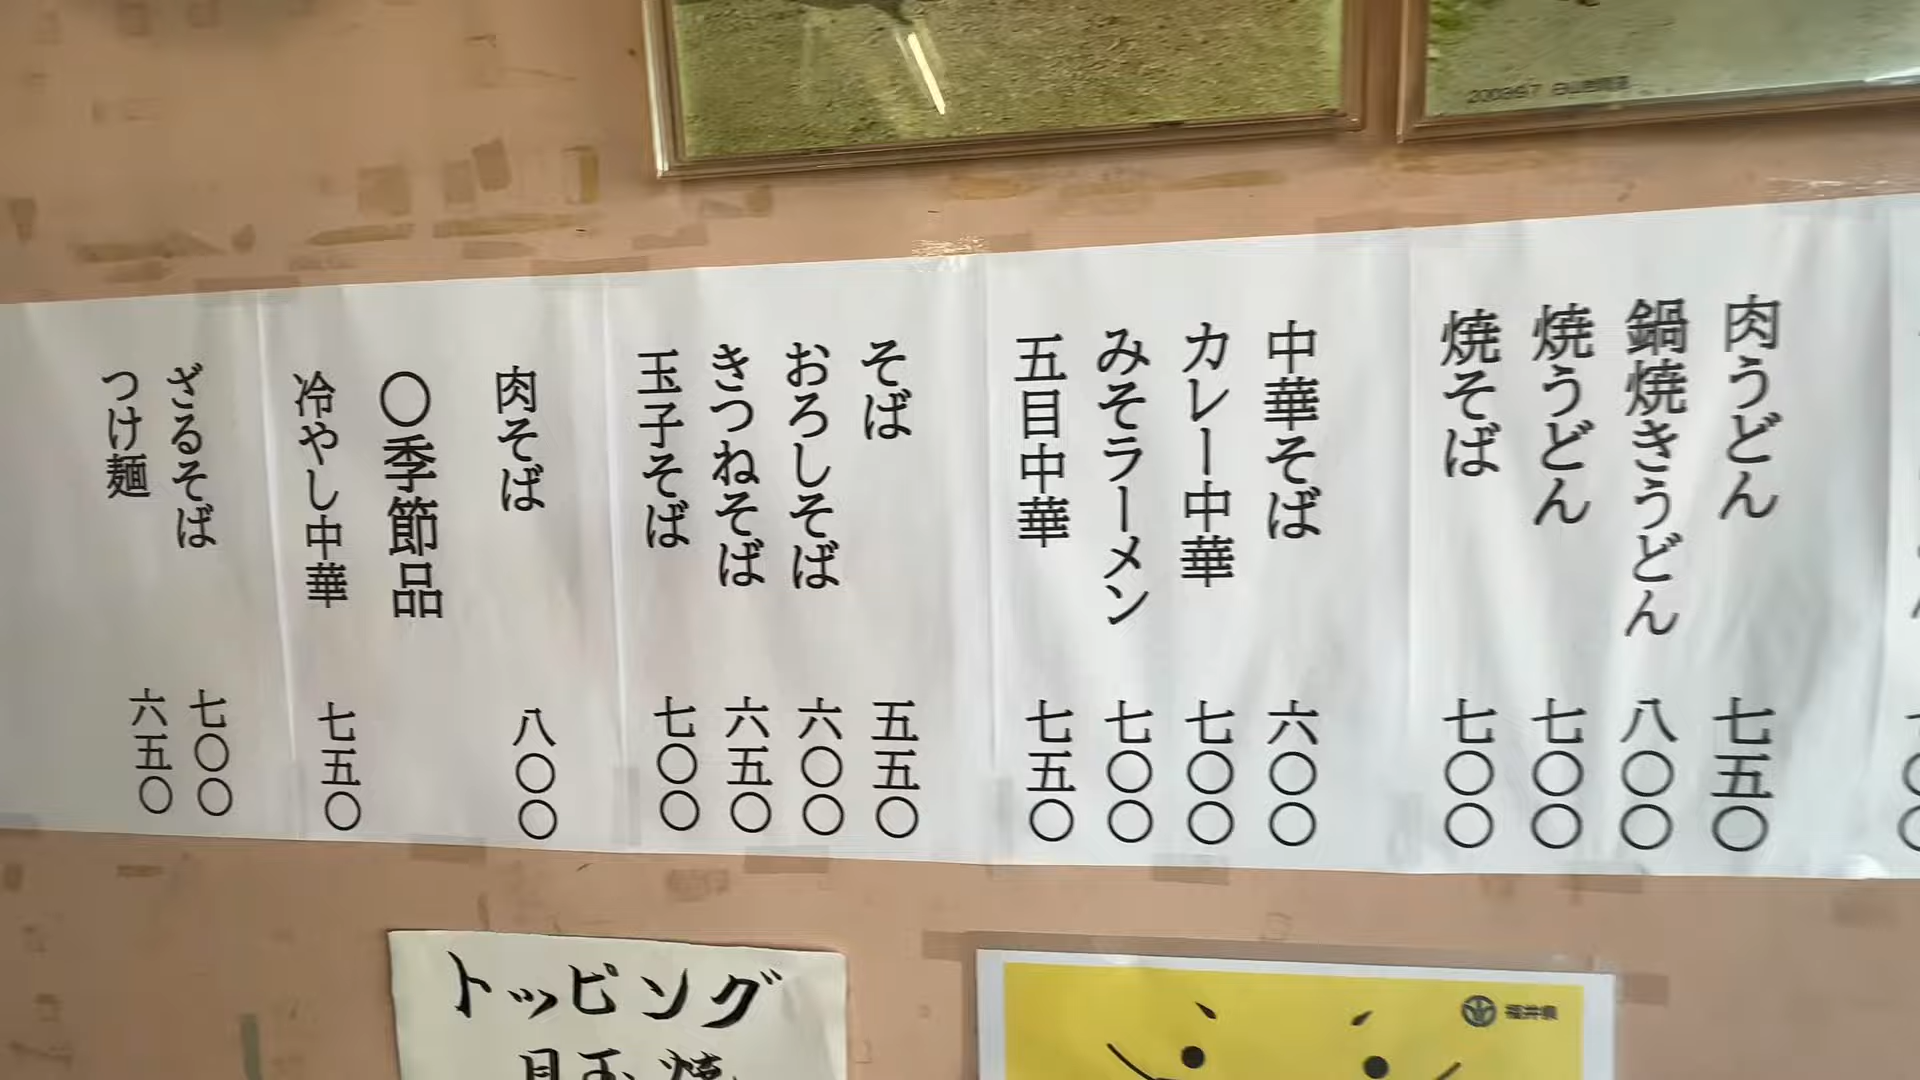 肉うどん 七五〇
鍋焼きうどん 八〇〇
焼うどん 七〇〇
焼そば 七〇〇
中華そば 六〇〇
カレー中華 七〇〇
みそラーメン 七〇〇
五目中華 七五〇
そば 五五〇
おろしそば 六〇〇
きつねそば 六五〇
玉子そば 七〇〇
肉そば 八〇〇
〇季節品
冷やし中華 七五〇
ざるそば 七〇〇
つけ麺 六五〇
トッピング
目玉焼
福井県